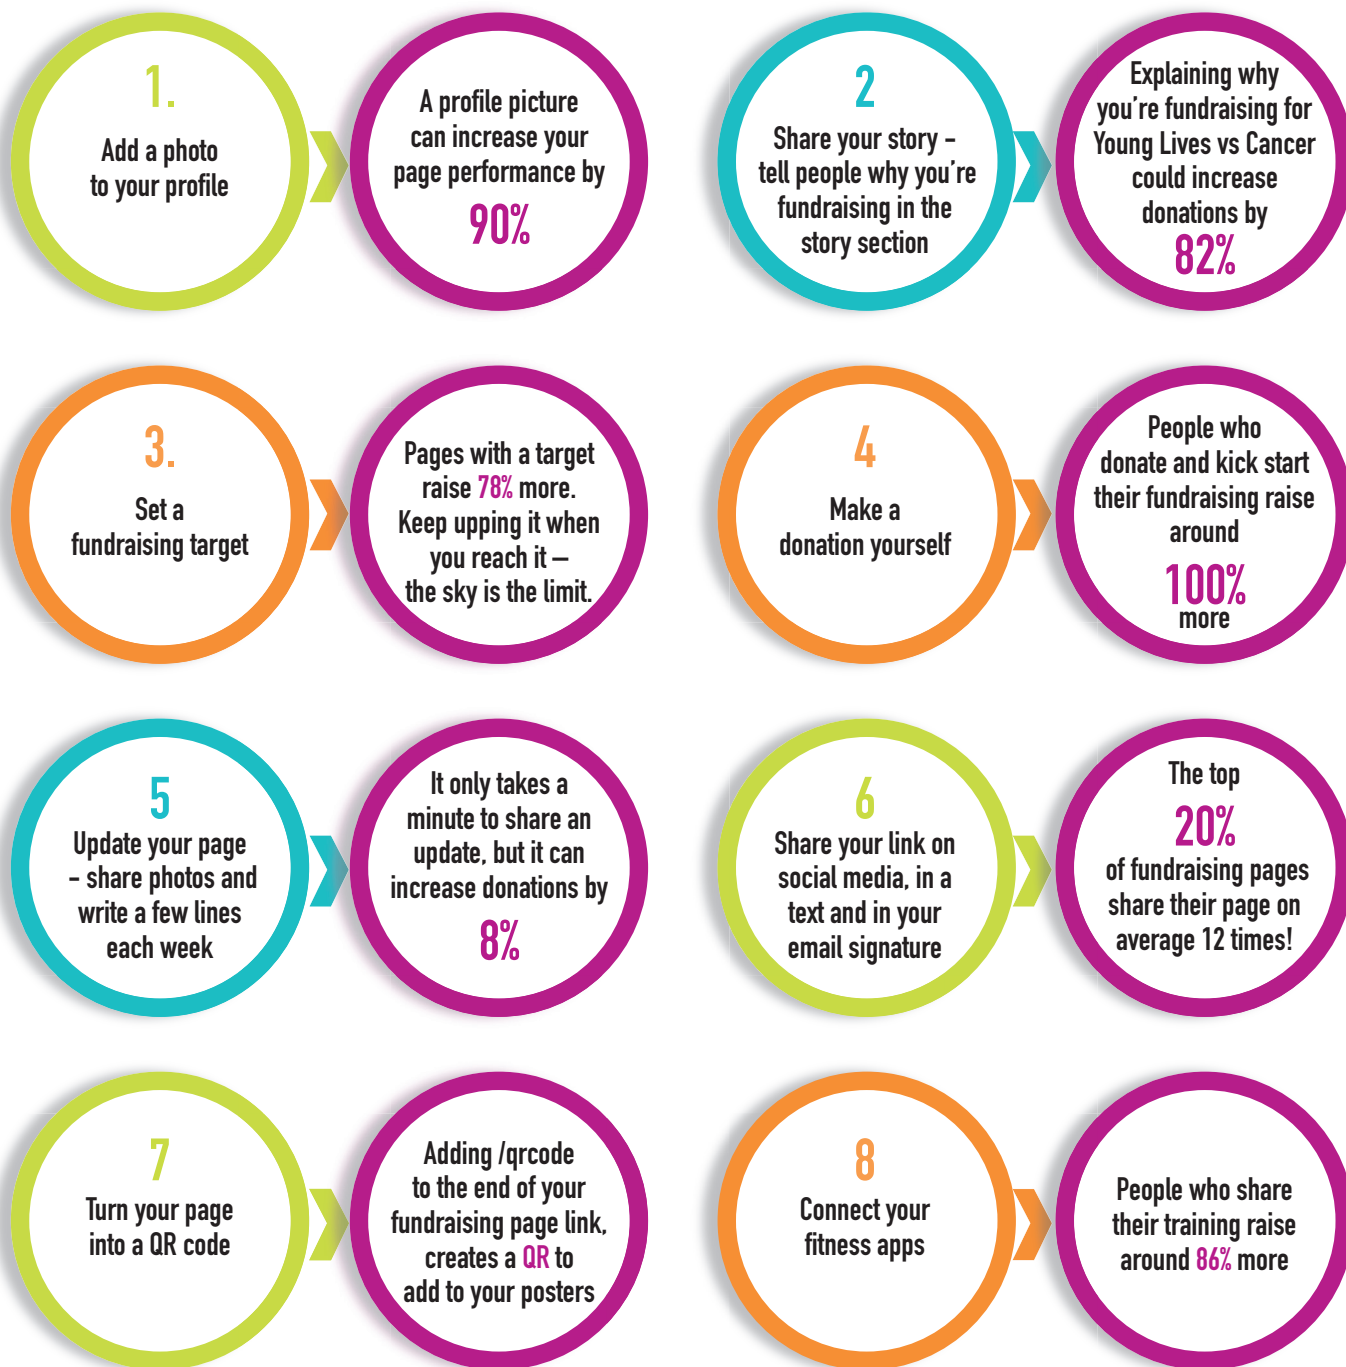 1.
Add a photo
to your profile
A profile picture
can increase your
page performance by
90%
2
Share your story –
tell people why you're
fundraising in the
story section
Explaining why
you're fundraising for
Young Lives vs Cancer
could increase
donations by
82%
3.
Set a
fundraising target
Pages with a target
raise 78% more.
Keep upping it when
you reach it –
the sky is the limit.
4
Make a
donation yourself
People who
donate and kick start
their fundraising raise
around
100%
more
5
Update your page
– share photos and
write a few lines
each week
It only takes a
minute to share an
update, but it can
increase donations by
8%
6
Share your link on
social media, in a
text and in your
email signature
The top
20%
of fundraising pages
share their page on
average 12 times!
7
Turn your page
into a QR code
Adding /qrcode
to the end of your
fundraising page link,
creates a QR to
add to your posters
8
Connect your
fitness apps
People who share
their training raise
around 86% more